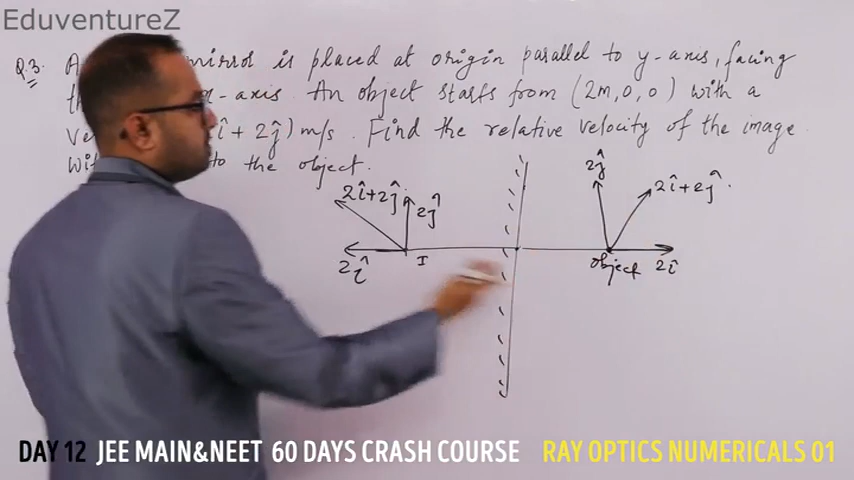 EduventureZ
Q.3. A mirror is placed at origin parallel to y-axis, facing
x-axis. An object starts from (2m,0,0) with a
î + 2ĵ) m/s. Find the relative velocity of the image
to the object.
2î+2ĵ 2ĵ 2ĵ 2î+2ĵ.
2î I object 2î
DAY 12 JEE MAIN&NEET 60 DAYS CRASH COURSE RAY OPTICS NUMERICALS 01